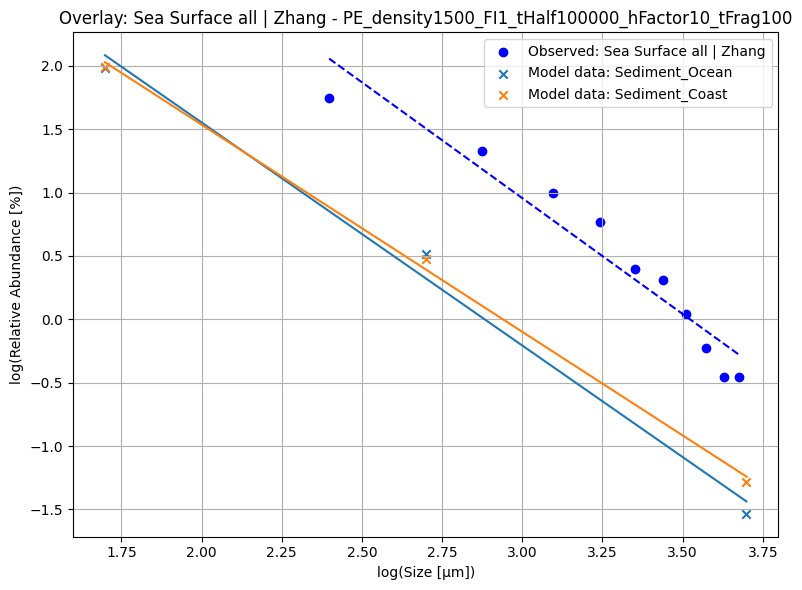 Overlay: Sea Surface all | Zhang - PE_density1500_FI1_tHalf100000_hFactor10_tFrag100
Observed: Sea Surface all | Zhang
Model data: Sediment_Ocean
Model data: Sediment_Coast
log(Relative Abundance [%])
2.0
1.5
1.0
0.5
0.0
−0.5
−1.0
−1.5
1.75 2.00 2.25 2.50 2.75 3.00 3.25 3.50 3.75
log(Size [μm])